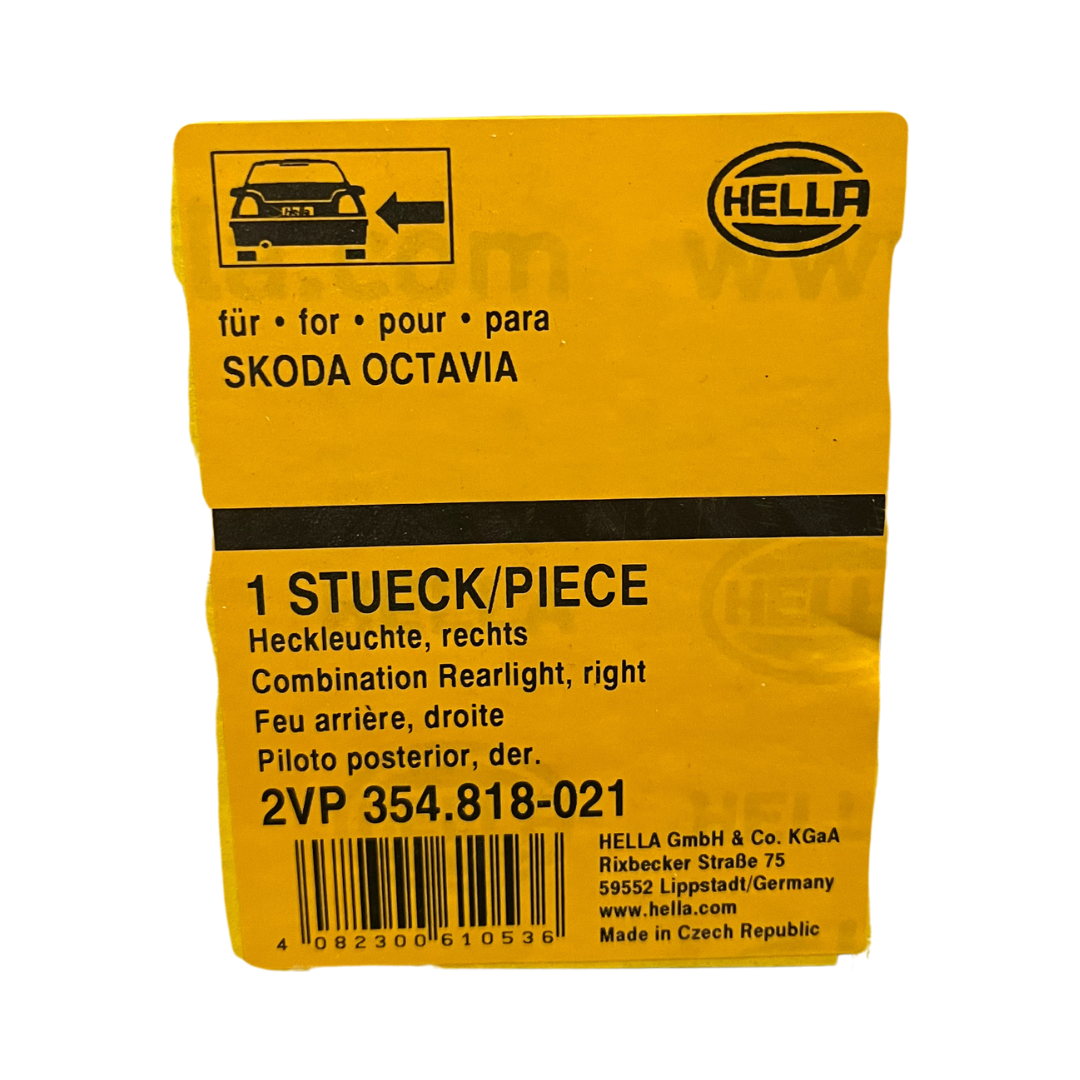 HELLA
für • for • pour • para
SKODA OCTAVIA
1 STUECK/PIECE
Heckleuchte, rechts
Combination Rearlight, right
Feu arrière, droite
Piloto posterior, der.
2VP 354.818-021
4 082300 610536
HELLA GmbH & Co. KGaA
Rixbecker Straße 75
59552 Lippstadt/Germany
www.hella.com
Made in Czech Republic